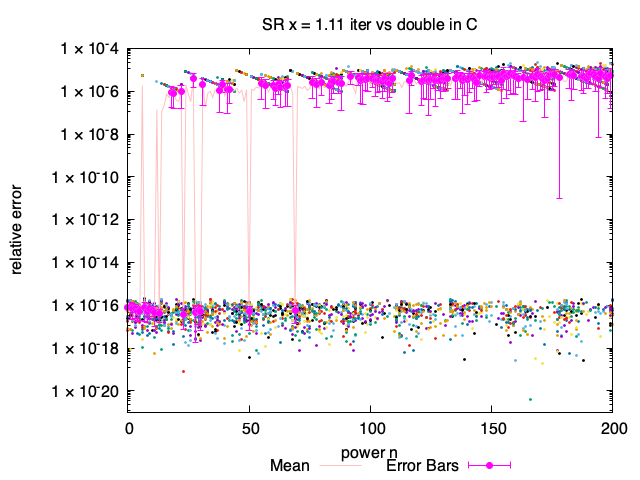 SR x = 1.11 iter vs double in C
1 × 10-4
1 × 10-6
1 × 10-8
1 × 10-10
1 × 10-12
1 × 10-14
1 × 10-16
1 × 10-18
1 × 10-20
relative error
0 50 100 150 200
power n
Mean Error Bars